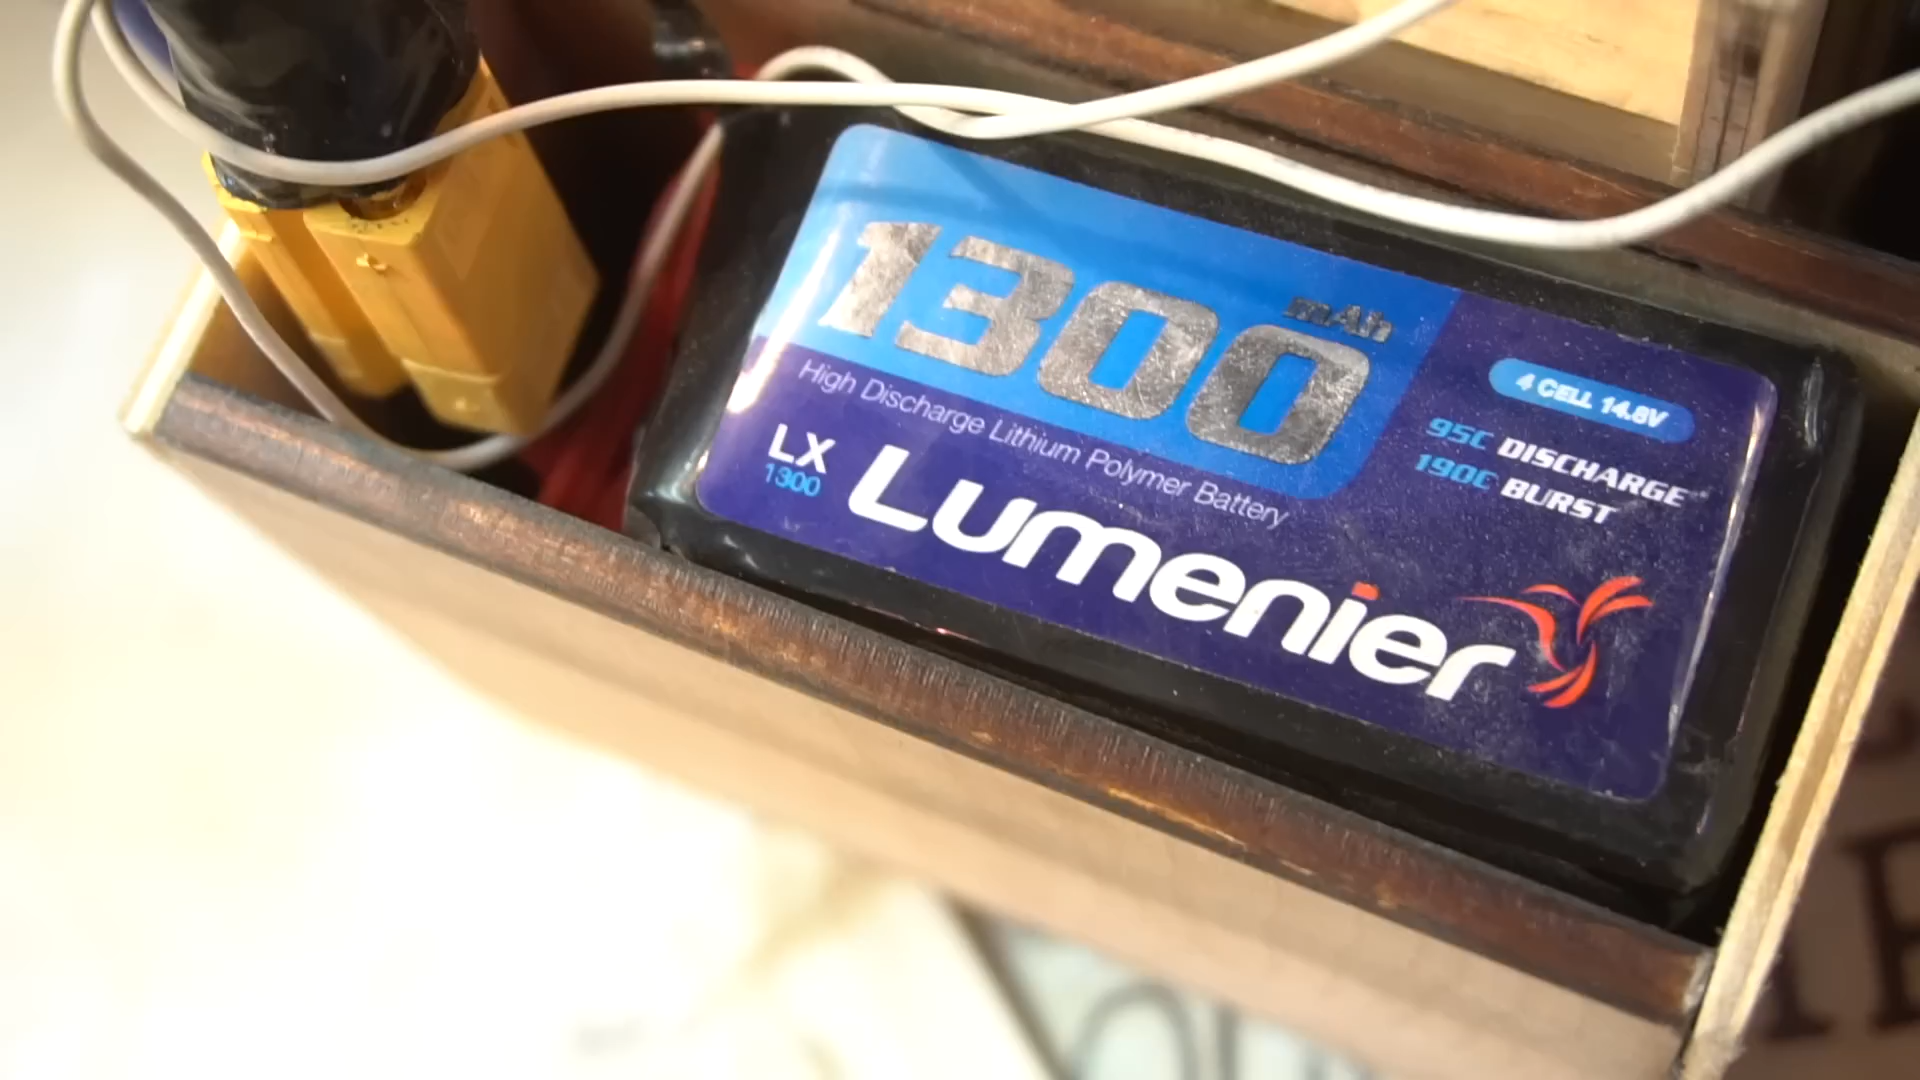 1300 mAh
High Discharge Lithium Polymer Battery
LX
1300
Lumenier
4 CELL 14.8V
95C DISCHARGE
190C BURST